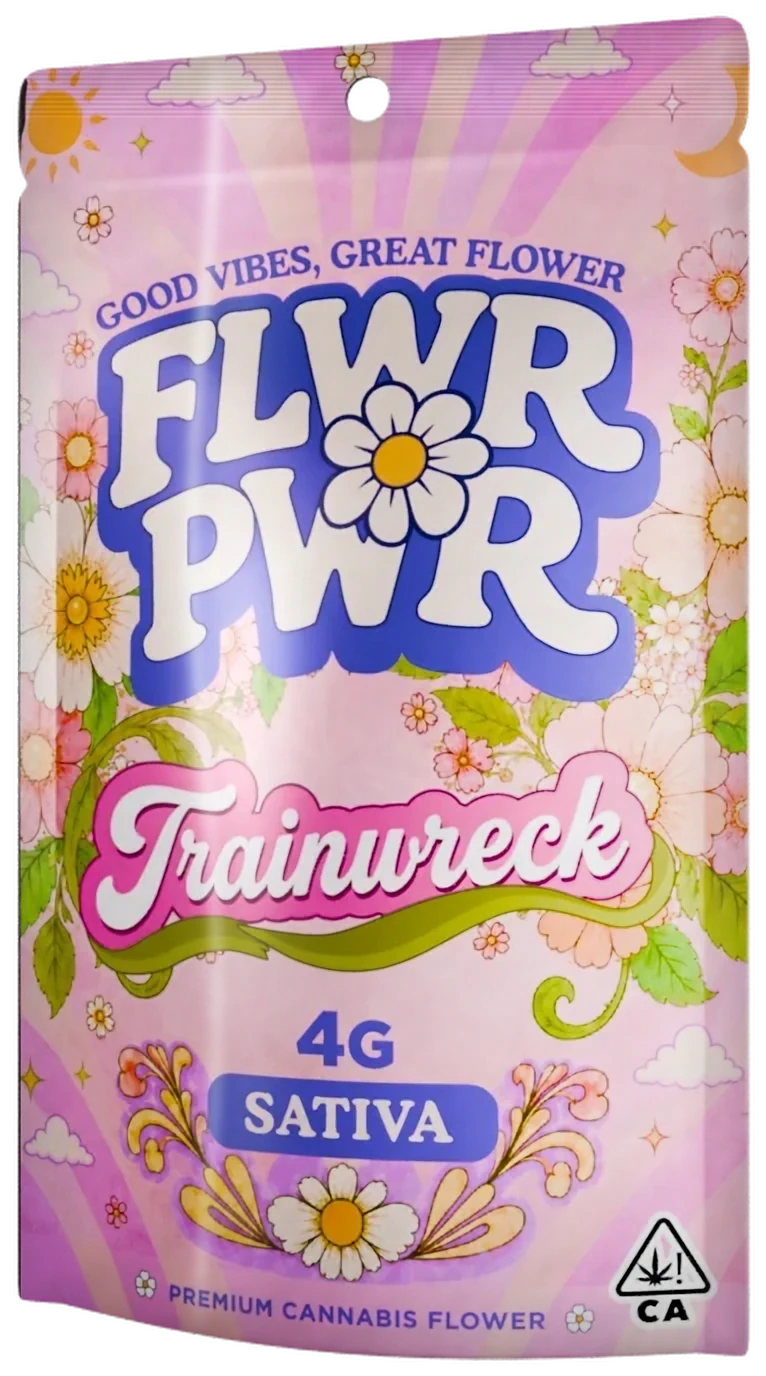 GOOD VIBES, GREAT FLOWER
FLWR
PWR
Trainwreck
4G
SATIVA
PREMIUM CANNABIS FLOWER
CA